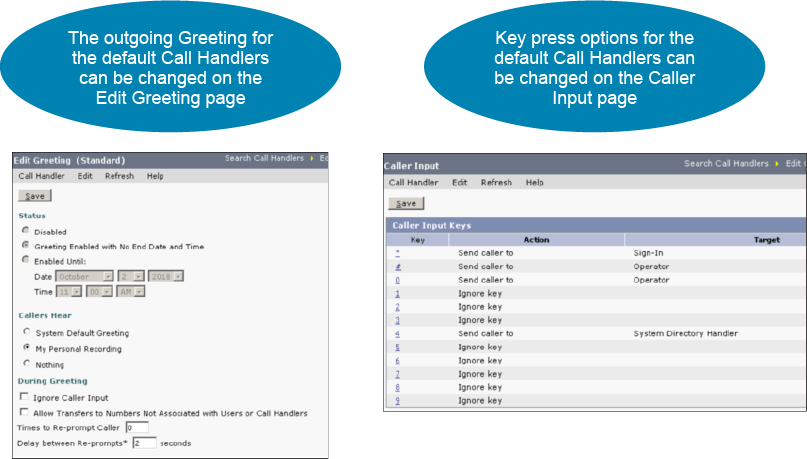 The outgoing Greeting for
the default Call Handlers
can be changed on the
Edit Greeting page
Key press options for the
default Call Handlers can
be changed on the Caller
Input page
Edit Greeting (Standard)
Search Call Handlers
Call Handler Edit Refresh Help
Save
Status
Disabled
Greeting Enabled with No End Date and Time
Enabled Until:
Date October 2 2018
Time 11 00 AM
Callers Hear
System Default Greeting
My Personal Recording
Nothing
During Greeting
Ignore Caller Input
Allow Transfers to Numbers Not Associated with Users or Call Handlers
Times to Re-prompt Caller 0
Delay between Re-prompts* 2 seconds
Caller Input
Search Call Handlers Edit
Call Handler Edit Refresh Help
Save
Caller Input Keys
Key Action Target
* Send caller to Sign-In
# Send caller to Operator
0 Send caller to Operator
1 Ignore key
2 Ignore key
3 Ignore key
4 Send caller to System Directory Handler
5 Ignore key
6 Ignore key
7 Ignore key
8 Ignore key
9 Ignore key